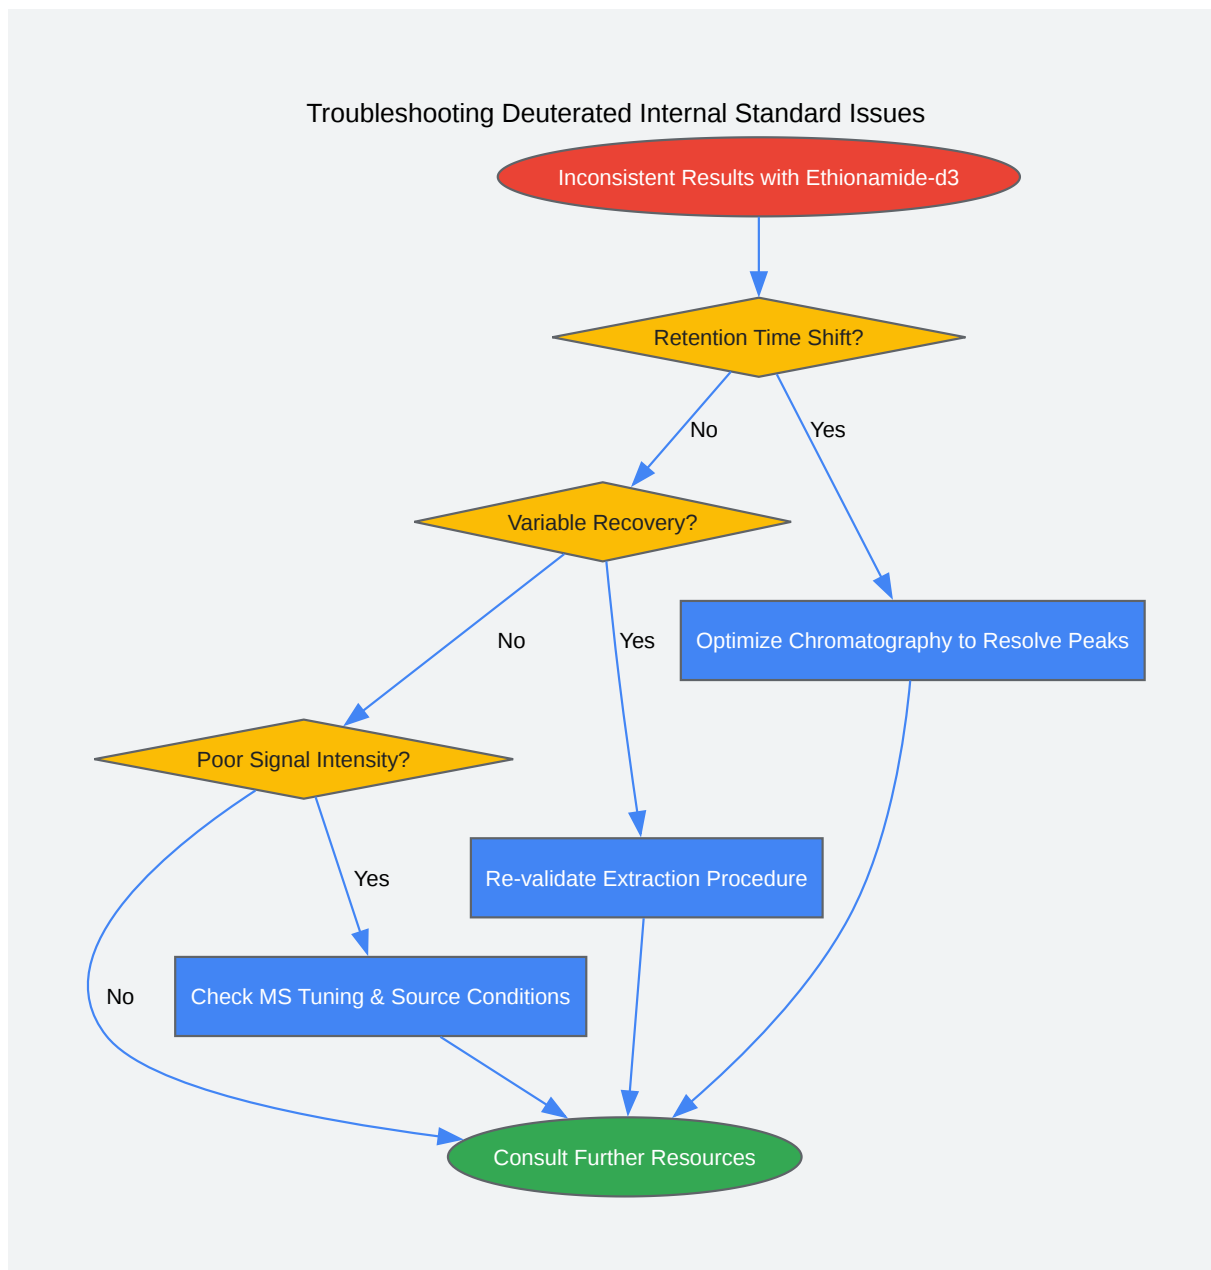 Troubleshooting Deuterated Internal Standard Issues
Inconsistent Results with Ethionamide-d3
Retention Time Shift?
No
Yes
Variable Recovery?
No
Yes
Optimize Chromatography to Resolve Peaks
Poor Signal Intensity?
Yes
Re-validate Extraction Procedure
No
Check MS Tuning & Source Conditions
Consult Further Resources